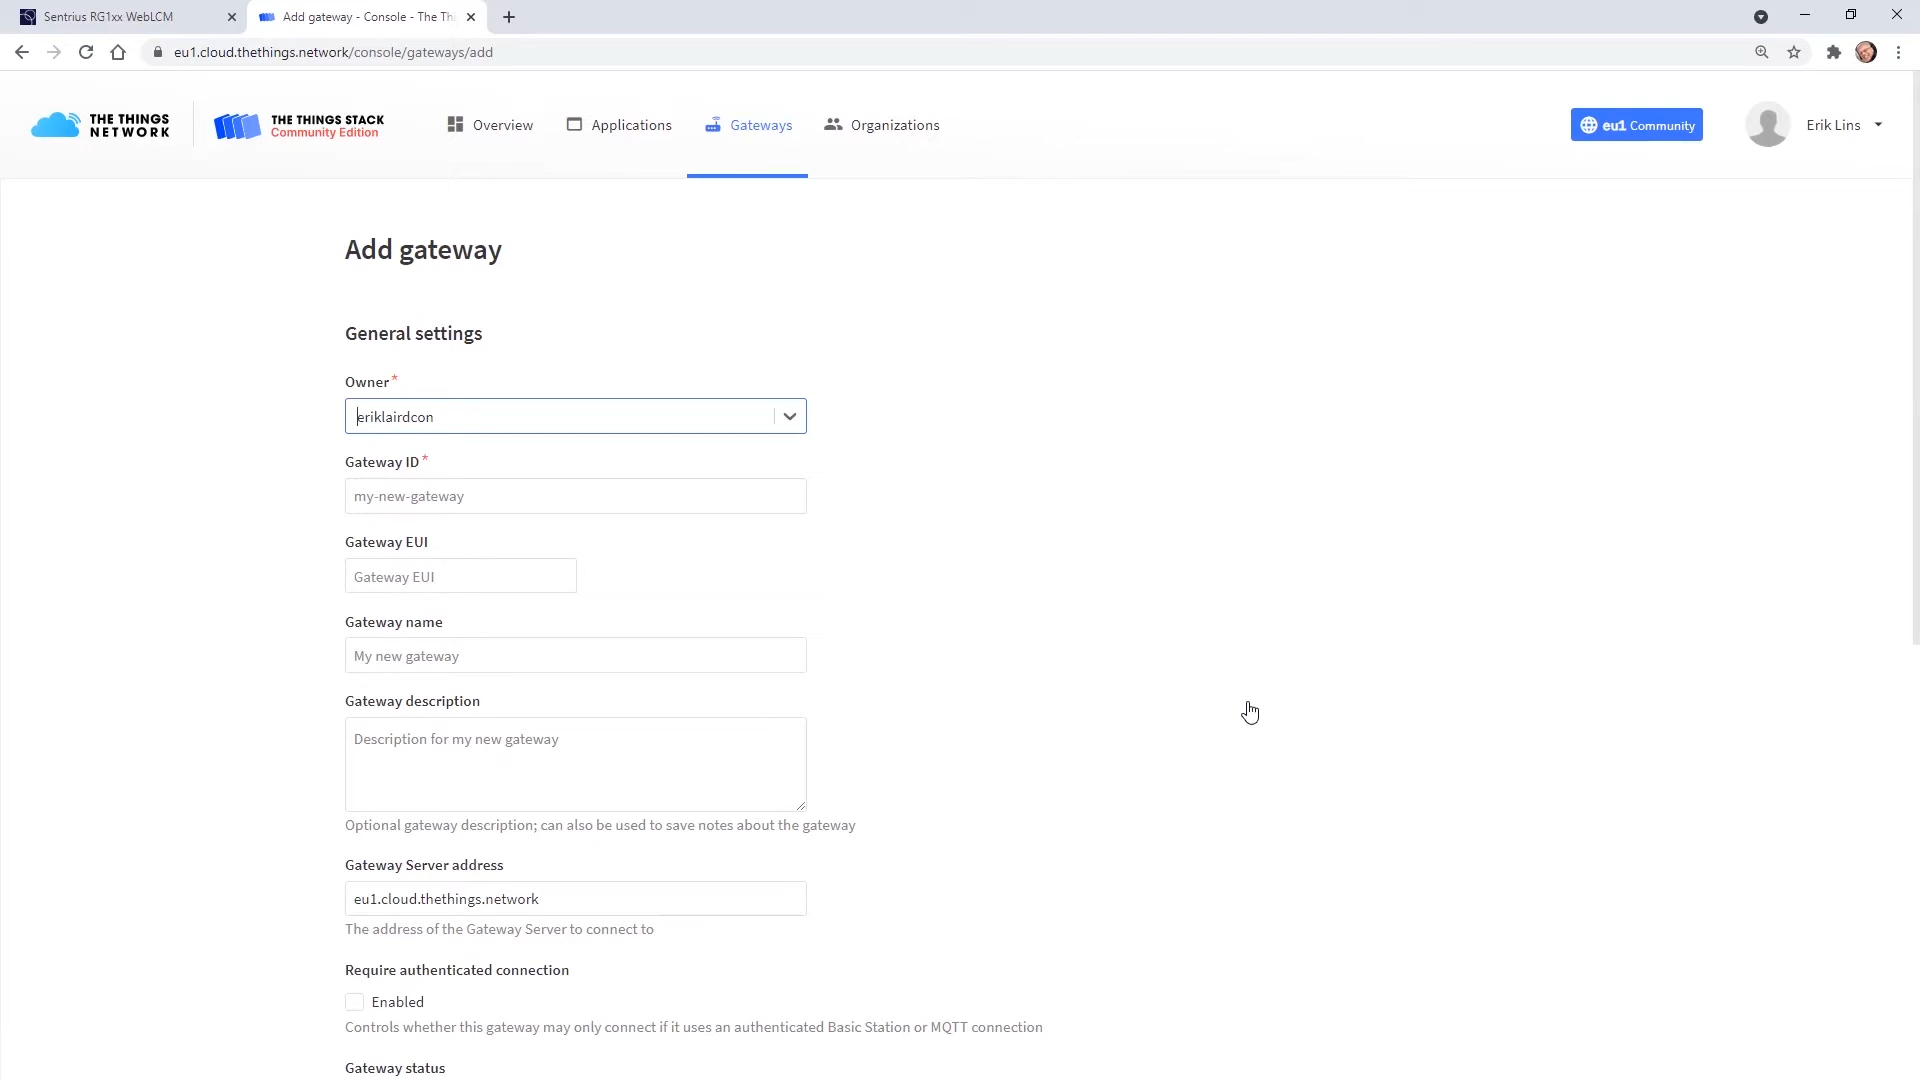 Sentrius RG1xx WebLCM
Add gateway - Console - The Thi
eu1.cloud.thethings.network/console/gateways/add
THE THINGS
NETWORK
THE THINGS STACK
Community Edition
Overview
Applications
Gateways
Organizations
eu1 Community
Erik Lins
Add gateway
General settings
Owner*
eriklairdcon
Gateway ID*
my-new-gateway
Gateway EUI
Gateway EUI
Gateway name
My new gateway
Gateway description
Description for my new gateway
Optional gateway description; can also be used to save notes about the gateway
Gateway Server address
eu1.cloud.thethings.network
The address of the Gateway Server to connect to
Require authenticated connection
Enabled
Controls whether this gateway may only connect if it uses an authenticated Basic Station or MQTT connection
Gateway status